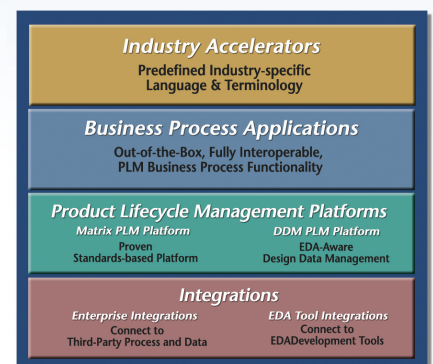 Industry Accelerators
Predefined Industry-specific
Language & Terminology
Business Process Applications
Out-of-the-Box, Fully Interoperable,
PLM Business Process Functionality
Product Lifecycle Management Platforms
Matrix PLM Platform
Proven
Standards-based Platform
DDM PLM Platform
EDA-Aware
Design Data Management
Integrations
Enterprise Integrations
Connect to
Third-Party Process and Data
EDA Tool Integrations
Connect to
EDADevelopment Tools